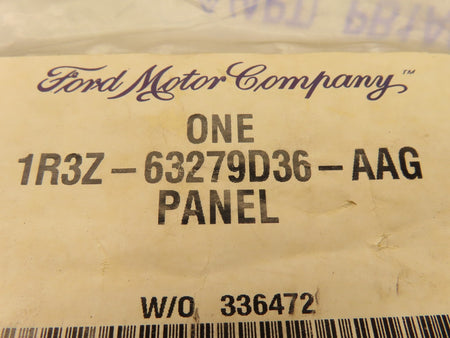 Ford Motor Company™
ONE
1R3Z-63279D36-AAG
PANEL
W/O 336472